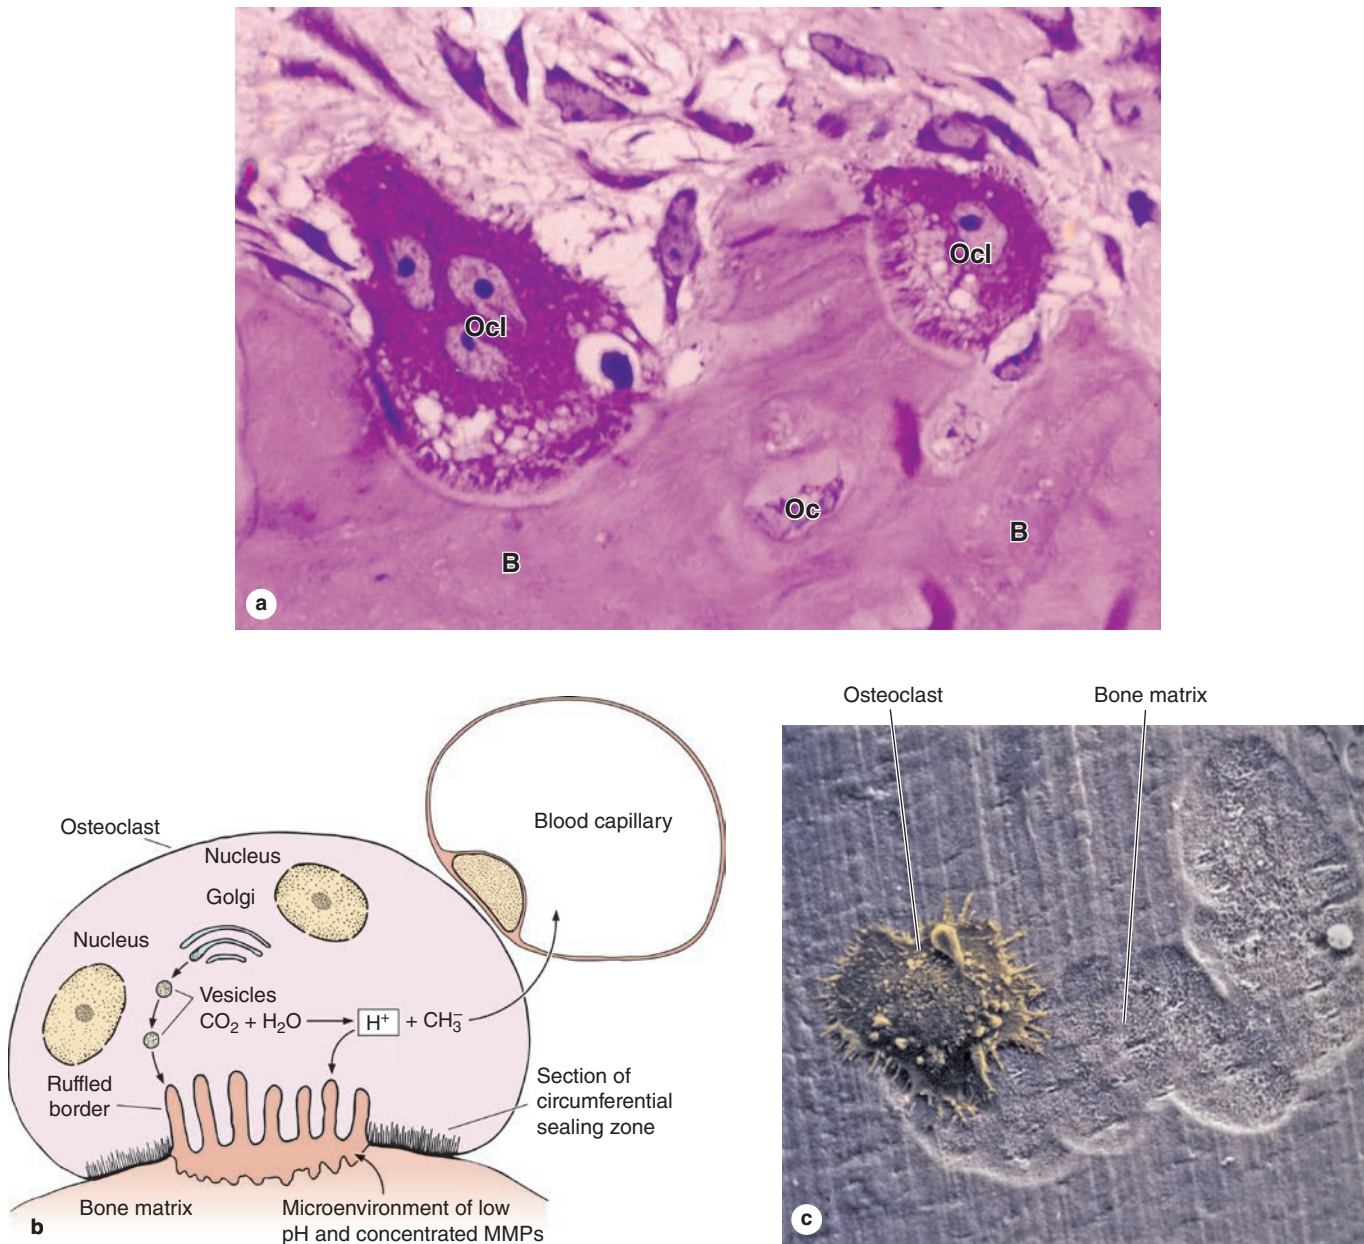 Ocl
Ocl
Oc
B
B
a
Osteoclast
Bone matrix
Blood capillary
Osteoclast
Nucleus
Golgi
Nucleus
Vesicles
CO₂ + H₂O H⁺ + CH₃⁻
Ruffled
border
Section of
circumferential
sealing zone
Bone matrix
Microenvironment of low
pH and concentrated MMPs
b
c